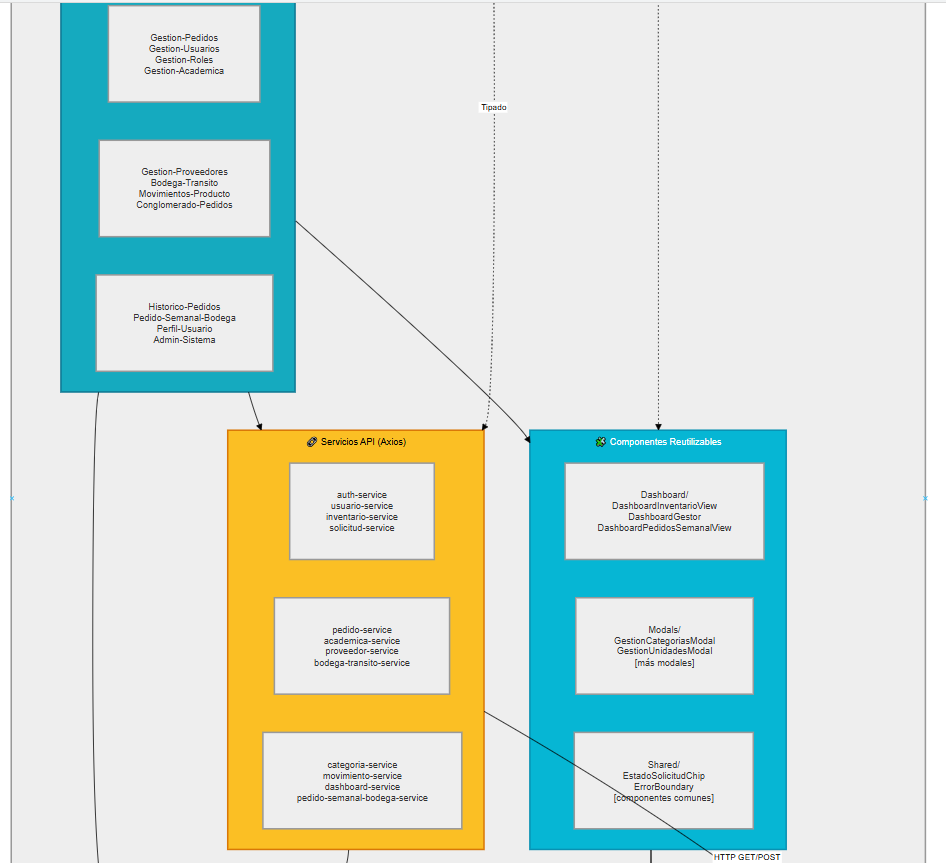 Gestion-Pedidos
Gestion-Usuarios
Gestion-Roles
Gestion-Academica
Tipado
Gestion-Proveedores
Bodega-Transito
Movimientos-Producto
Conglomerado-Pedidos
Historico-Pedidos
Pedido-Semanal-Bodega
Perfil-Usuario
Admin-Sistema
Servicios API (Axios)
auth-service
usuario-service
inventario-service
solicitud-service
pedido-service
academica-service
proveedor-service
bodega-transito-service
categoria-service
movimiento-service
dashboard-service
pedido-semanal-bodega-service
Componentes Reutilizables
Dashboard/
DashboardInventarioView
DashboardGestor
DashboardPedidosSemanalView
Modals/
GestionCategoriasModal
GestionUnidadesModal
[más modales]
Shared/
EstadoSolicitudChip
ErrorBoundary
[componentes comunes]
HTTP GET/POST